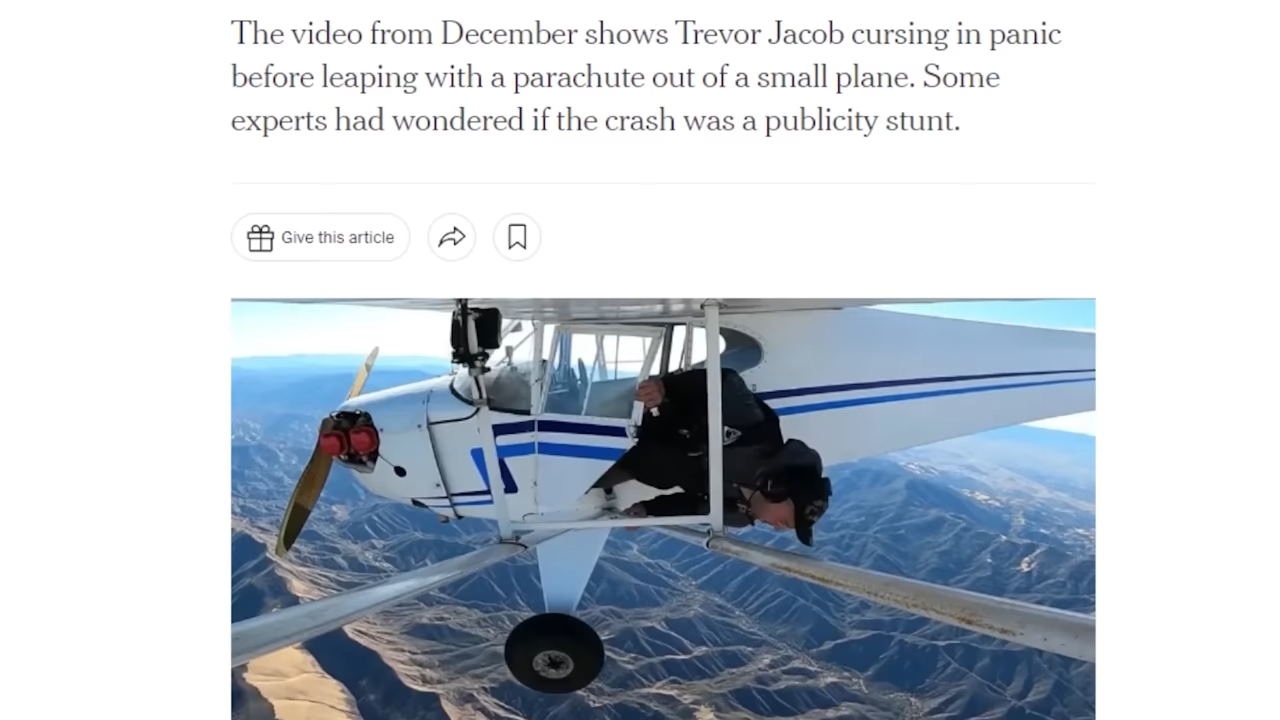 The video from December shows Trevor Jacob cursing in panic
before leaping with a parachute out of a small plane. Some
experts had wondered if the crash was a publicity stunt.
Give this article